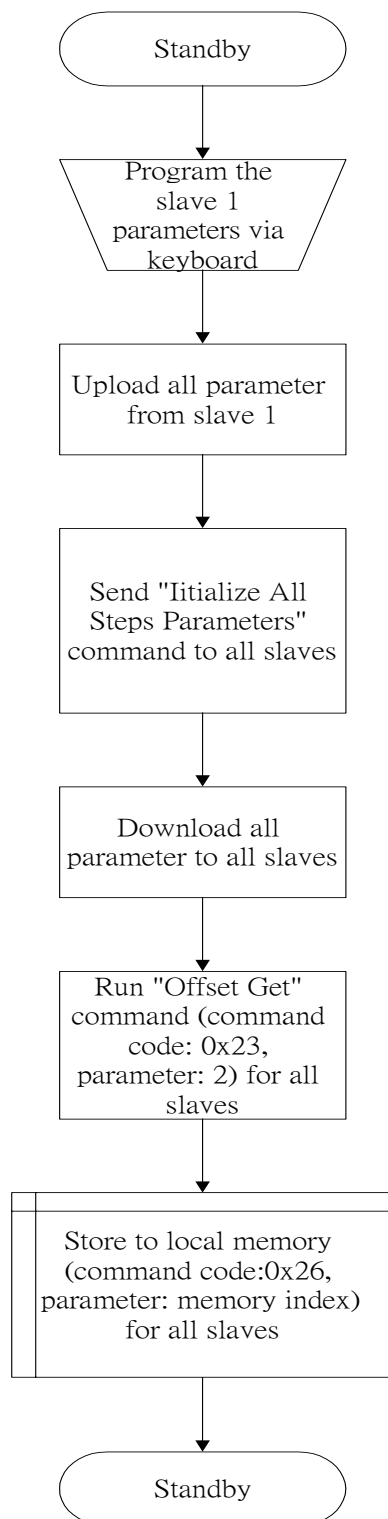 Standby
Program the
slave 1
parameters via
keyboard
Upload all parameter
from slave 1
Send "Iitialize All
Steps Parameters"
command to all slaves
Download all
parameter to all slaves
Run "Offset Get"
command (command
code: 0x23,
parameter: 2) for all
slaves
Store to local memory
(command code:0x26,
parameter: memory index)
for all slaves
Standby